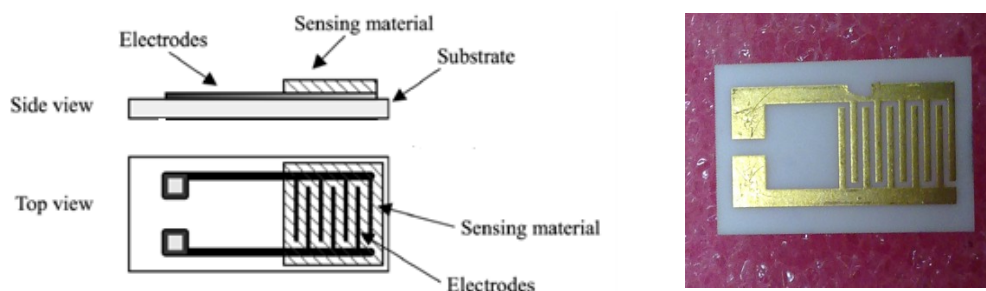 Sensing material
Electrodes
Substrate
Side view
Top view
Sensing material
Electrodes